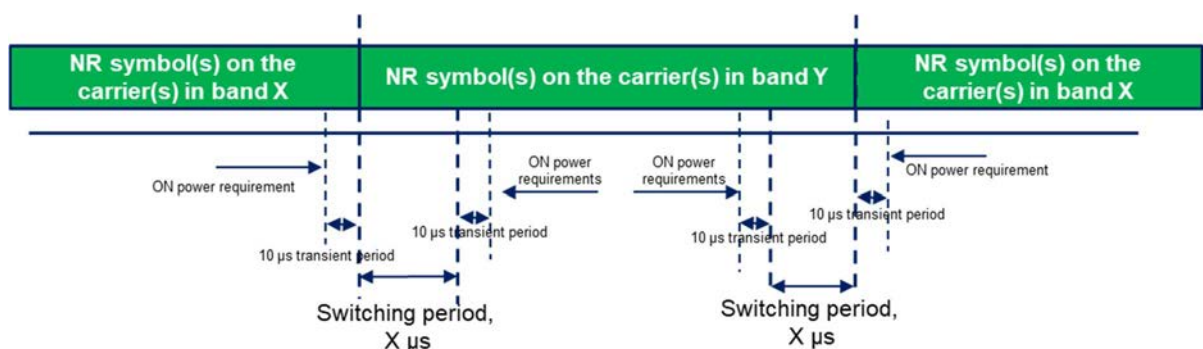 NR symbol(s) on the
carrier(s) in band X
NR symbol(s) on the carrier(s) in band Y
NR symbol(s) on the
carrier(s) in band X
ON power requirement
10 µs transient period
ON power
requirements
10 µs transient period
ON power
requirements
10 µs transient period
ON power requirement
10 µs transient period
Switching period,
X µs
Switching period,
X µs